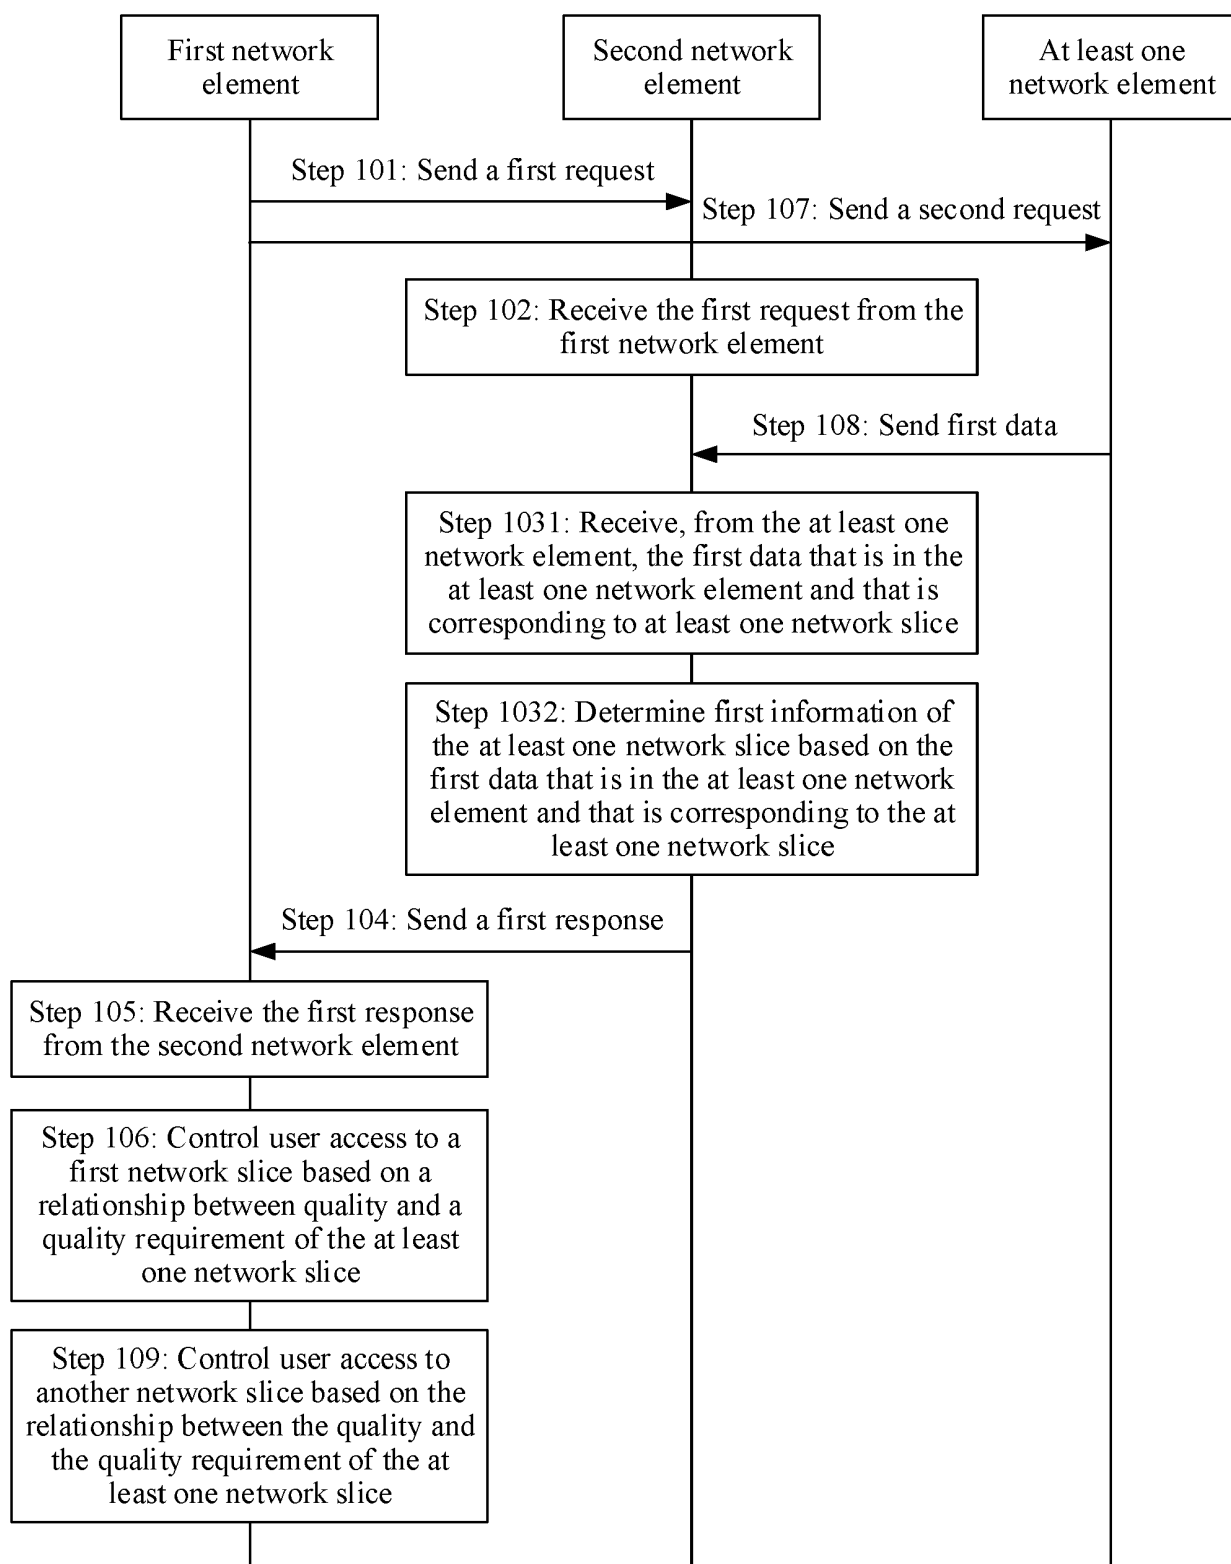 First network
element
Second network
element
At least one
network element
Step 101: Send a first request
Step 107: Send a second request
Step 102: Receive the first request from the
first network element
Step 108: Send first data
Step 1031: Receive, from the at least one
network element, the first data that is in the
at least one network element and that is
corresponding to at least one network slice
Step 1032: Determine first information of
the at least one network slice based on the
first data that is in the at least one network
element and that is corresponding to the at
least one network slice
Step 104: Send a first response
Step 105: Receive the first response
from the second network element
Step 106: Control user access to a
first network slice based on a
relationship between quality and a
quality requirement of the at least
one network slice
Step 109: Control user access to
another network slice based on the
relationship between the quality and
the quality requirement of the at
least one network slice